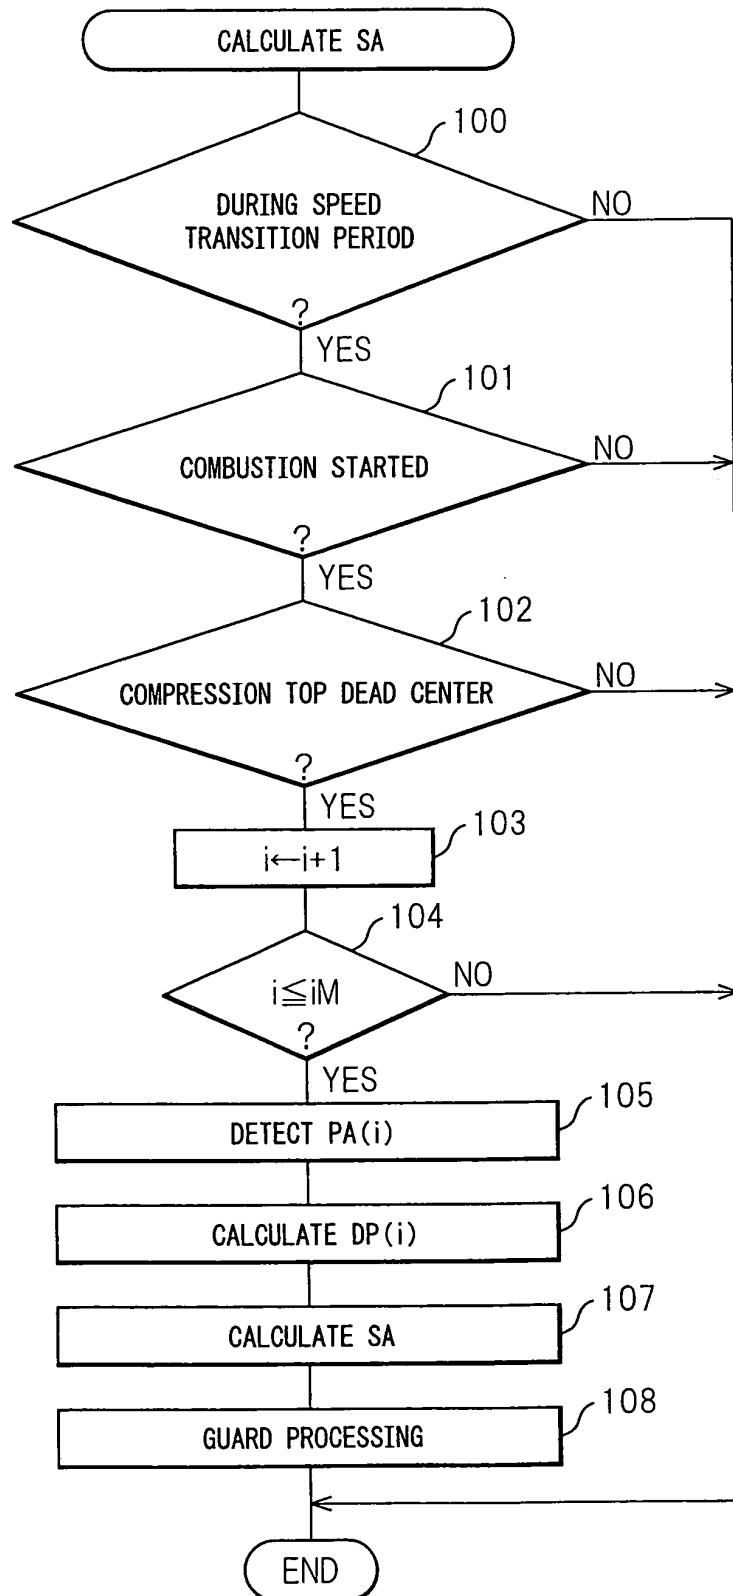 CALCULATE SA
100
DURING SPEED
TRANSITION PERIOD
?
NO
YES
101
COMBUSTION STARTED
?
NO
YES
102
COMPRESSION TOP DEAD CENTER
?
NO
YES
103
i←i+1
104
i≦iM
?
NO
YES
105
DETECT PA(i)
106
CALCULATE DP(i)
107
CALCULATE SA
108
GUARD PROCESSING
END